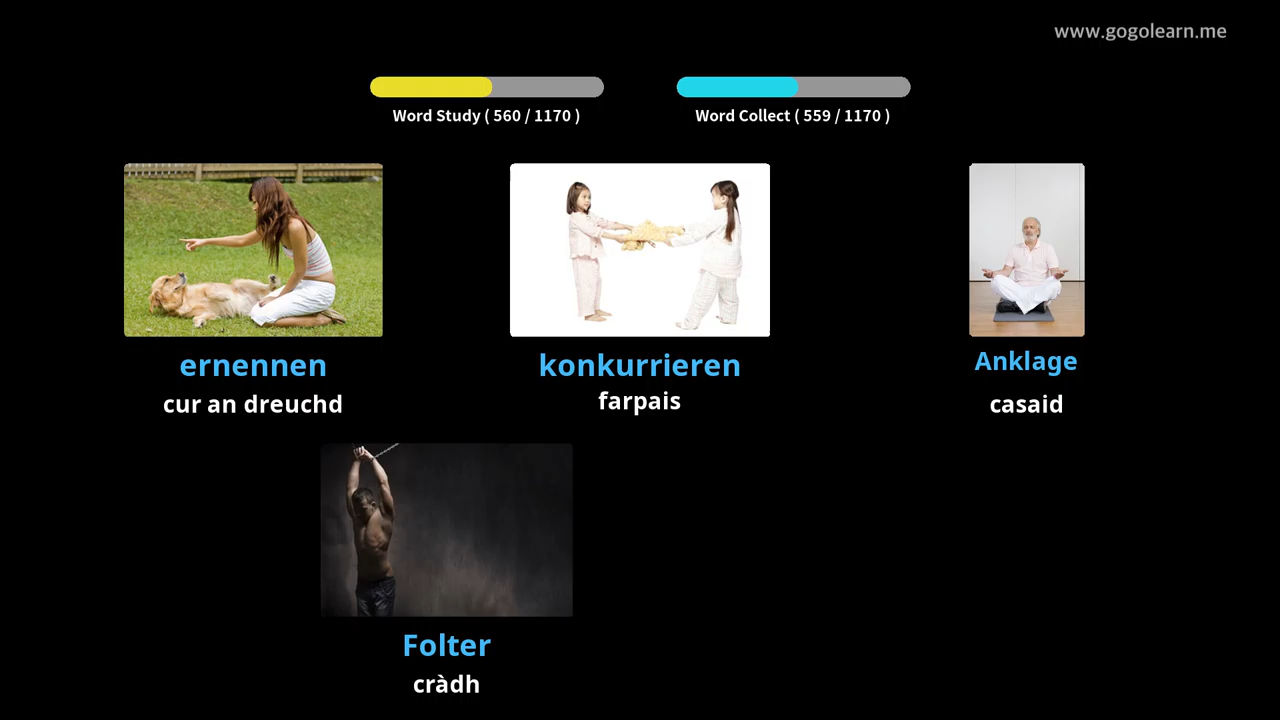 www.gogolearn.me
Word Study ( 560 / 1170 )
Word Collect ( 559 / 1170 )
ernennen
cur an dreuchd
konkurrieren
farpais
Anklage
casaid
Folter
cràdh